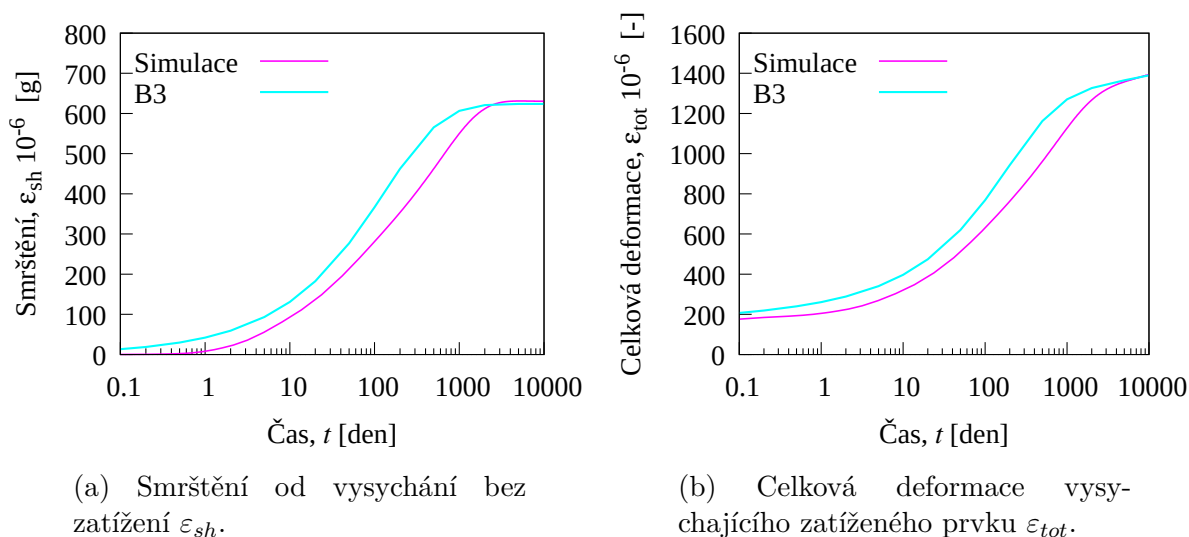 Smrštění, εsh 10-6 [g]
800
700
600
500
400
300
200
100
0
Simulace
B3
0.1 1 10 100 1000 10000
Čas, t [den]
(a) Smrštění od vysychání bez
zatížení εsh.
Celková deformace, εtot 10-6 [-]
1600
1400
1200
1000
800
600
400
200
0
Simulace
B3
0.1 1 10 100 1000 10000
Čas, t [den]
(b) Celková deformace vysy-
chajícího zatíženého prvku εtot.